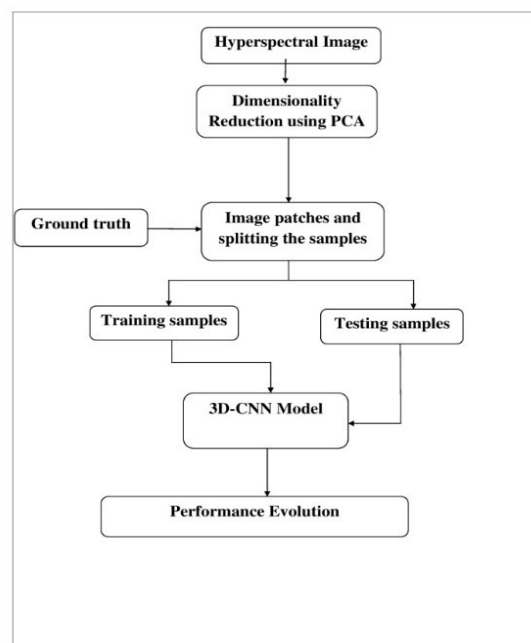 Hyperspectral Image
Dimensionality
Reduction using PCA
Ground truth
Image patches and
splitting the samples
Training samples
Testing samples
3D-CNN Model
Performance Evolution